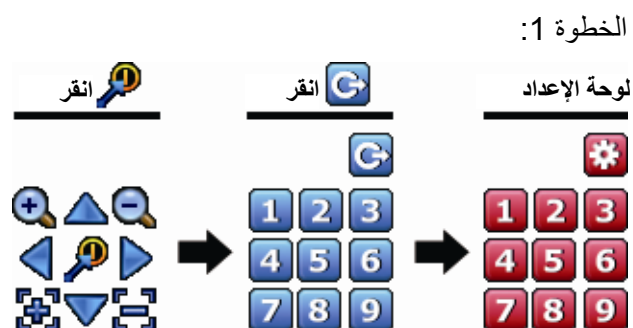 الخطوة 1:
لوحة الإعداد انقر انقر
1 2 3 1 2 3
4 5 6 4 5 6
7 8 9 7 8 9